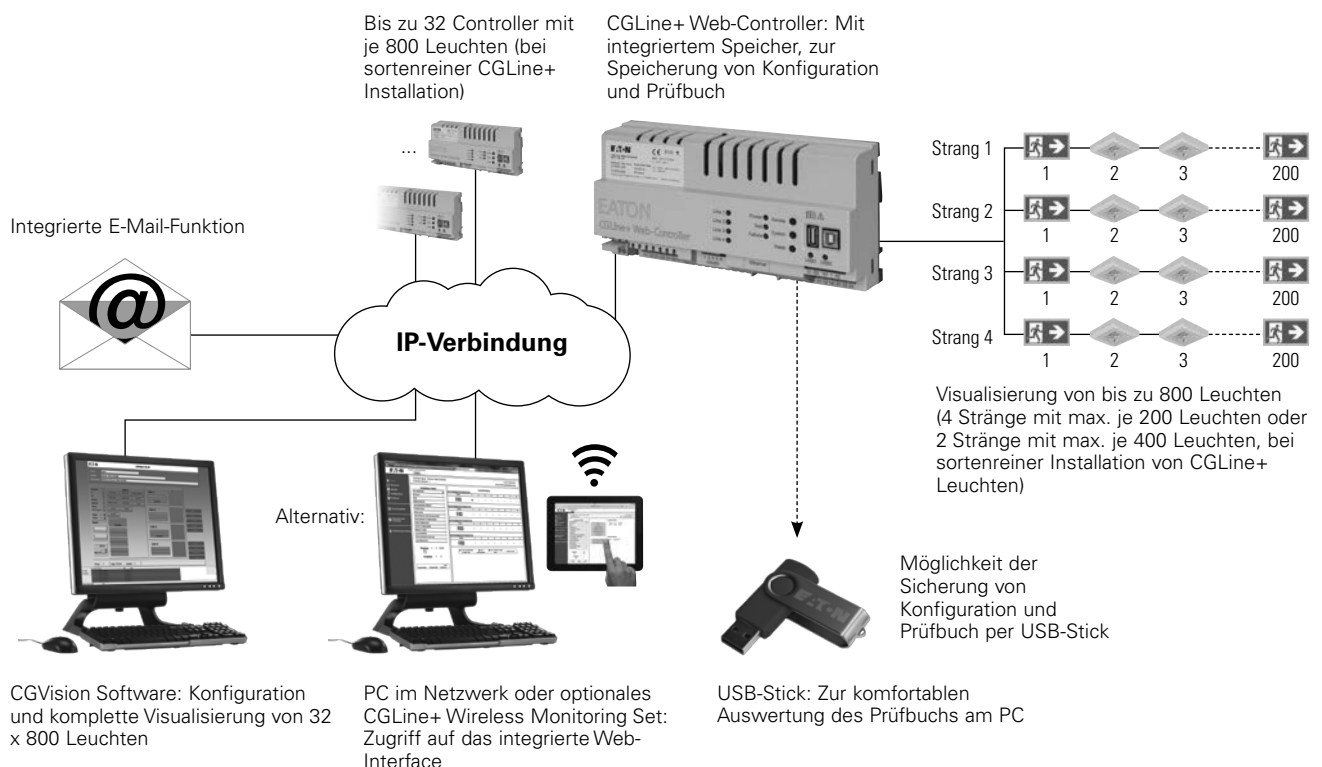 Bis zu 32 Controller mit
je 800 Leuchten (bei
sortenreiner CGLine+
Installation)
CGLine+ Web-Controller: Mit
integriertem Speicher, zur
Speicherung von Konfiguration
und Prüfbuch
...
Integrierte E-Mail-Funktion
@
IP-Verbindung
EATON
EATON
CGLine+ Web-Controller
Strang 1
1 2 3 200
Strang 2
1 2 3 200
Strang 3
1 2 3 200
Strang 4
1 2 3 200
Visualisierung von bis zu 800 Leuchten
(4 Stränge mit max. je 200 Leuchten oder
2 Stränge mit max. je 400 Leuchten, bei
sortenreiner Installation von CGLine+
Leuchten)
Alternativ:
EATON
Möglichkeit der
Sicherung von
Konfiguration und
Prüfbuch per USB-Stick
CGVision Software: Konfiguration
und komplette Visualisierung von 32
x 800 Leuchten
PC im Netzwerk oder optionales
CGLine+ Wireless Monitoring Set:
Zugriff auf das integrierte Web-
Interface
USB-Stick: Zur komfortablen
Auswertung des Prüfbuchs am PC